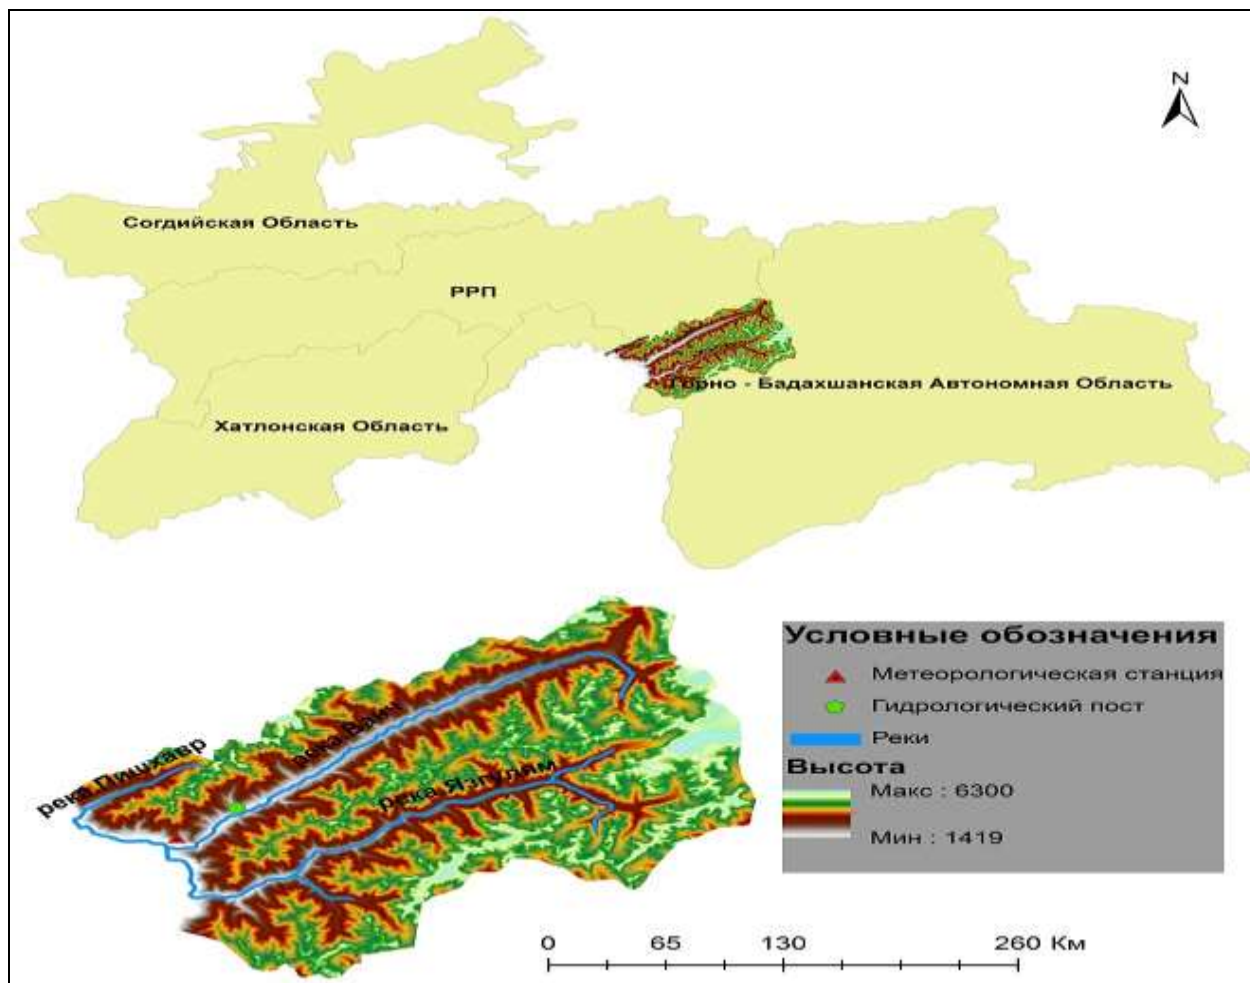 N
Согдийская Область
РРП
Горно - Бадахшанская Автономная Область
Хатлонская Область
Условные обозначения
Метеорологическая станция
Гидрологический пост
Реки
Высота
Макс : 6300
Мин : 1419
река Пишхавр
река Ванч
река Язгулям
0 65 130 260 Км